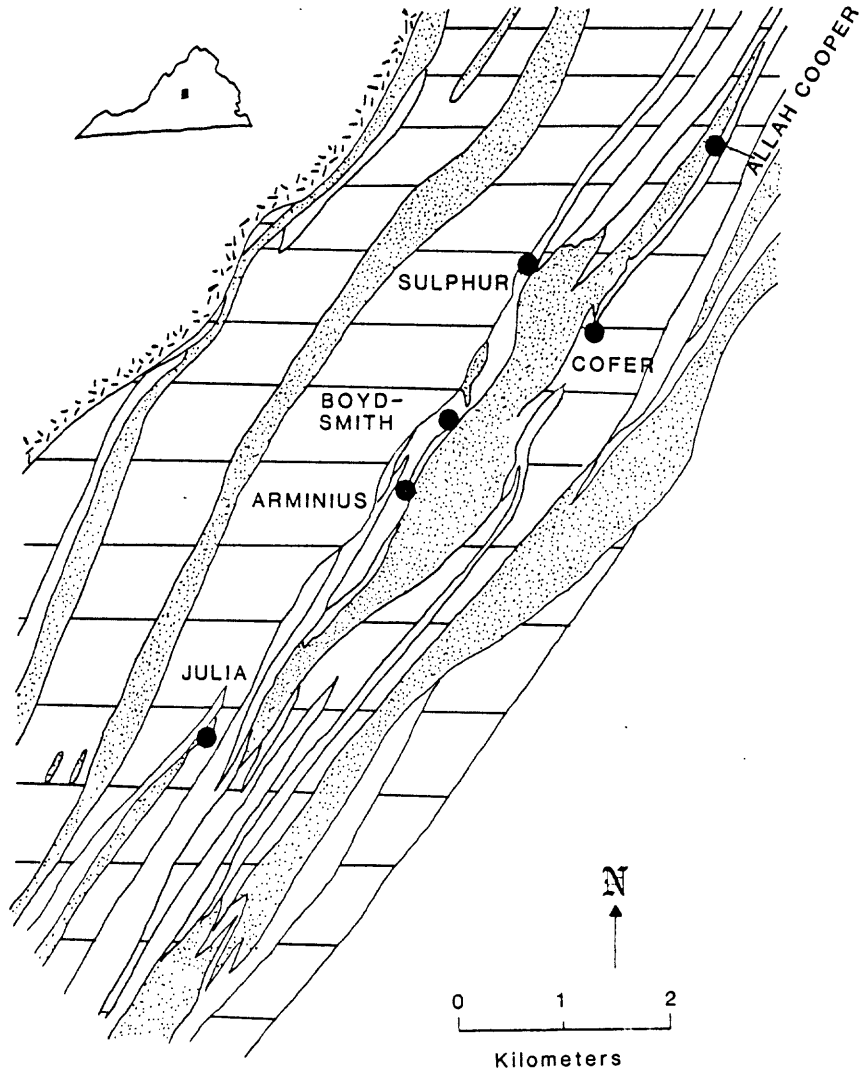 ALLAH COOPER
SULPHUR
COFER
BOYD-
SMITH
ARMINIUS
JULIA
N
0 1 2
Kilometers